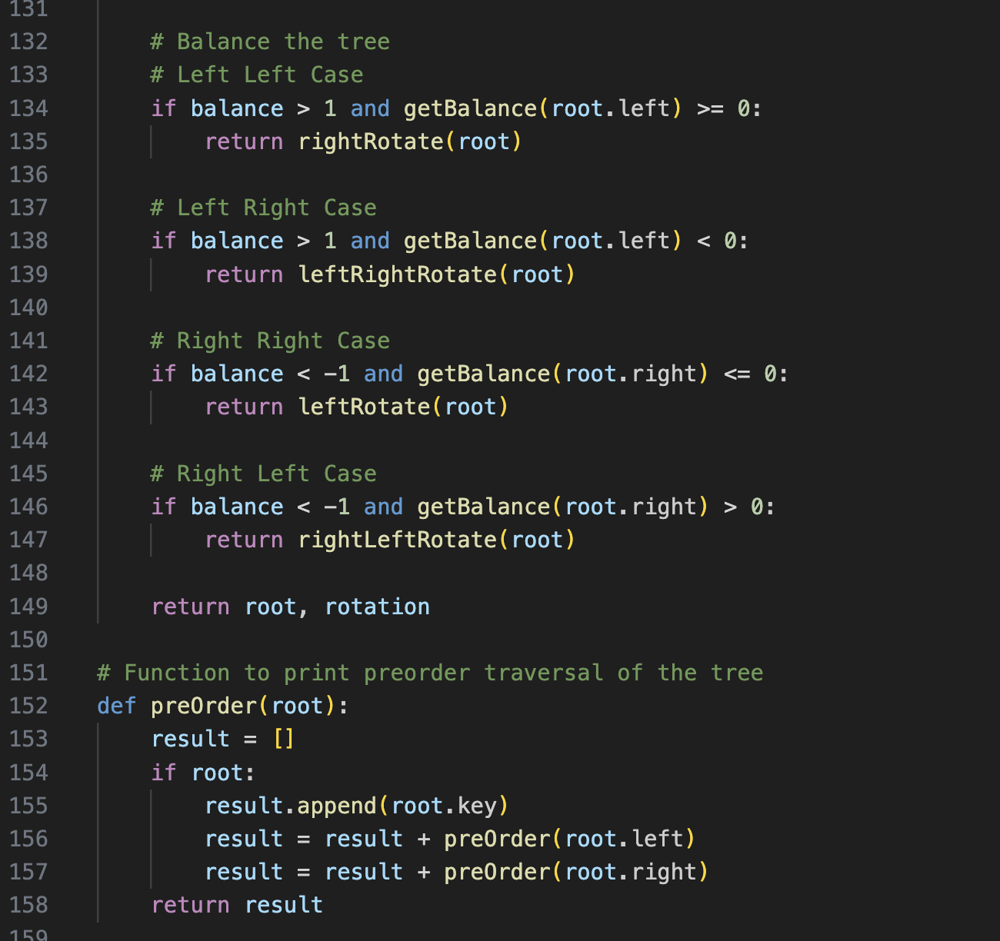 131
132 # Balance the tree
133 # Left Left Case
134 if balance > 1 and getBalance(root.left) >= 0:
135 return rightRotate(root)
136
137 # Left Right Case
138 if balance > 1 and getBalance(root.left) < 0:
139 return leftRightRotate(root)
140
141 # Right Right Case
142 if balance < -1 and getBalance(root.right) <= 0:
143 return leftRotate(root)
144
145 # Right Left Case
146 if balance < -1 and getBalance(root.right) > 0:
147 return rightLeftRotate(root)
148
149 return root, rotation
150
151 # Function to print preorder traversal of the tree
152 def preOrder(root):
153 result = []
154 if root:
155 result.append(root.key)
156 result = result + preOrder(root.left)
157 result = result + preOrder(root.right)
158 return result
159